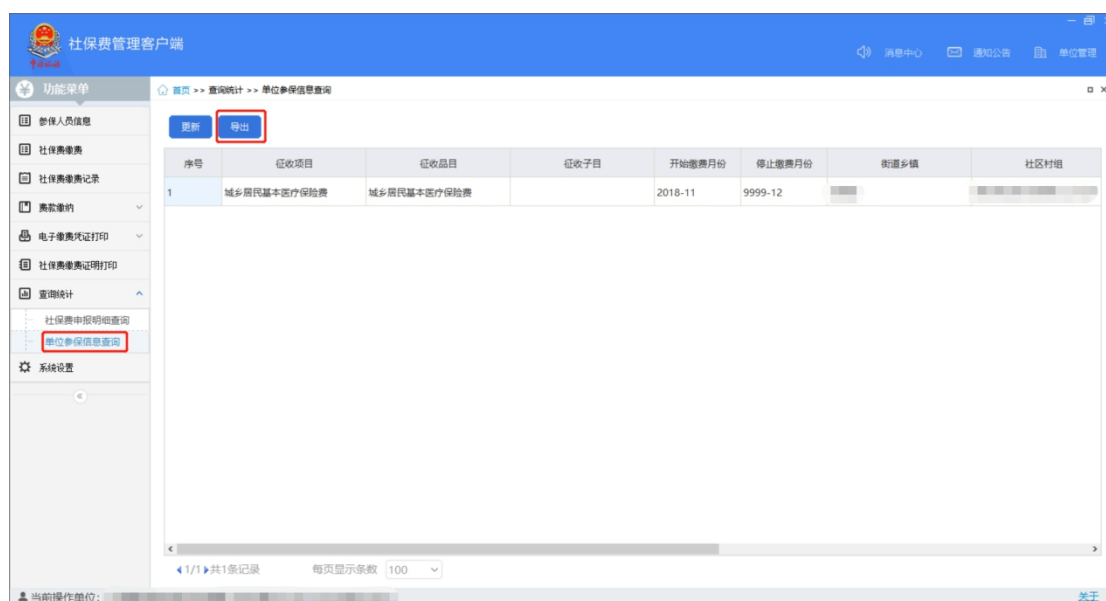 社保费管理客户端
消息中心 通知公告 单位管理
功能菜单
首页 >> 查询统计 >> 单位参保信息查询
参保人员信息
社保费缴费
社保费缴费记录
费款缴纳
电子缴费凭证打印
社保费缴费证明打印
查询统计
社保费申报明细查询
单位参保信息查询
系统设置
更新 导出
序号 征收项目 征收品目 征收子目 开始缴费月份 停止缴费月份 街道乡镇 社区村组
1 城乡居民基本医疗保险费 城乡居民基本医疗保险费 2018-11 9999-12
1/1 共1条记录 每页显示条数 100
当前操作单位: 关于